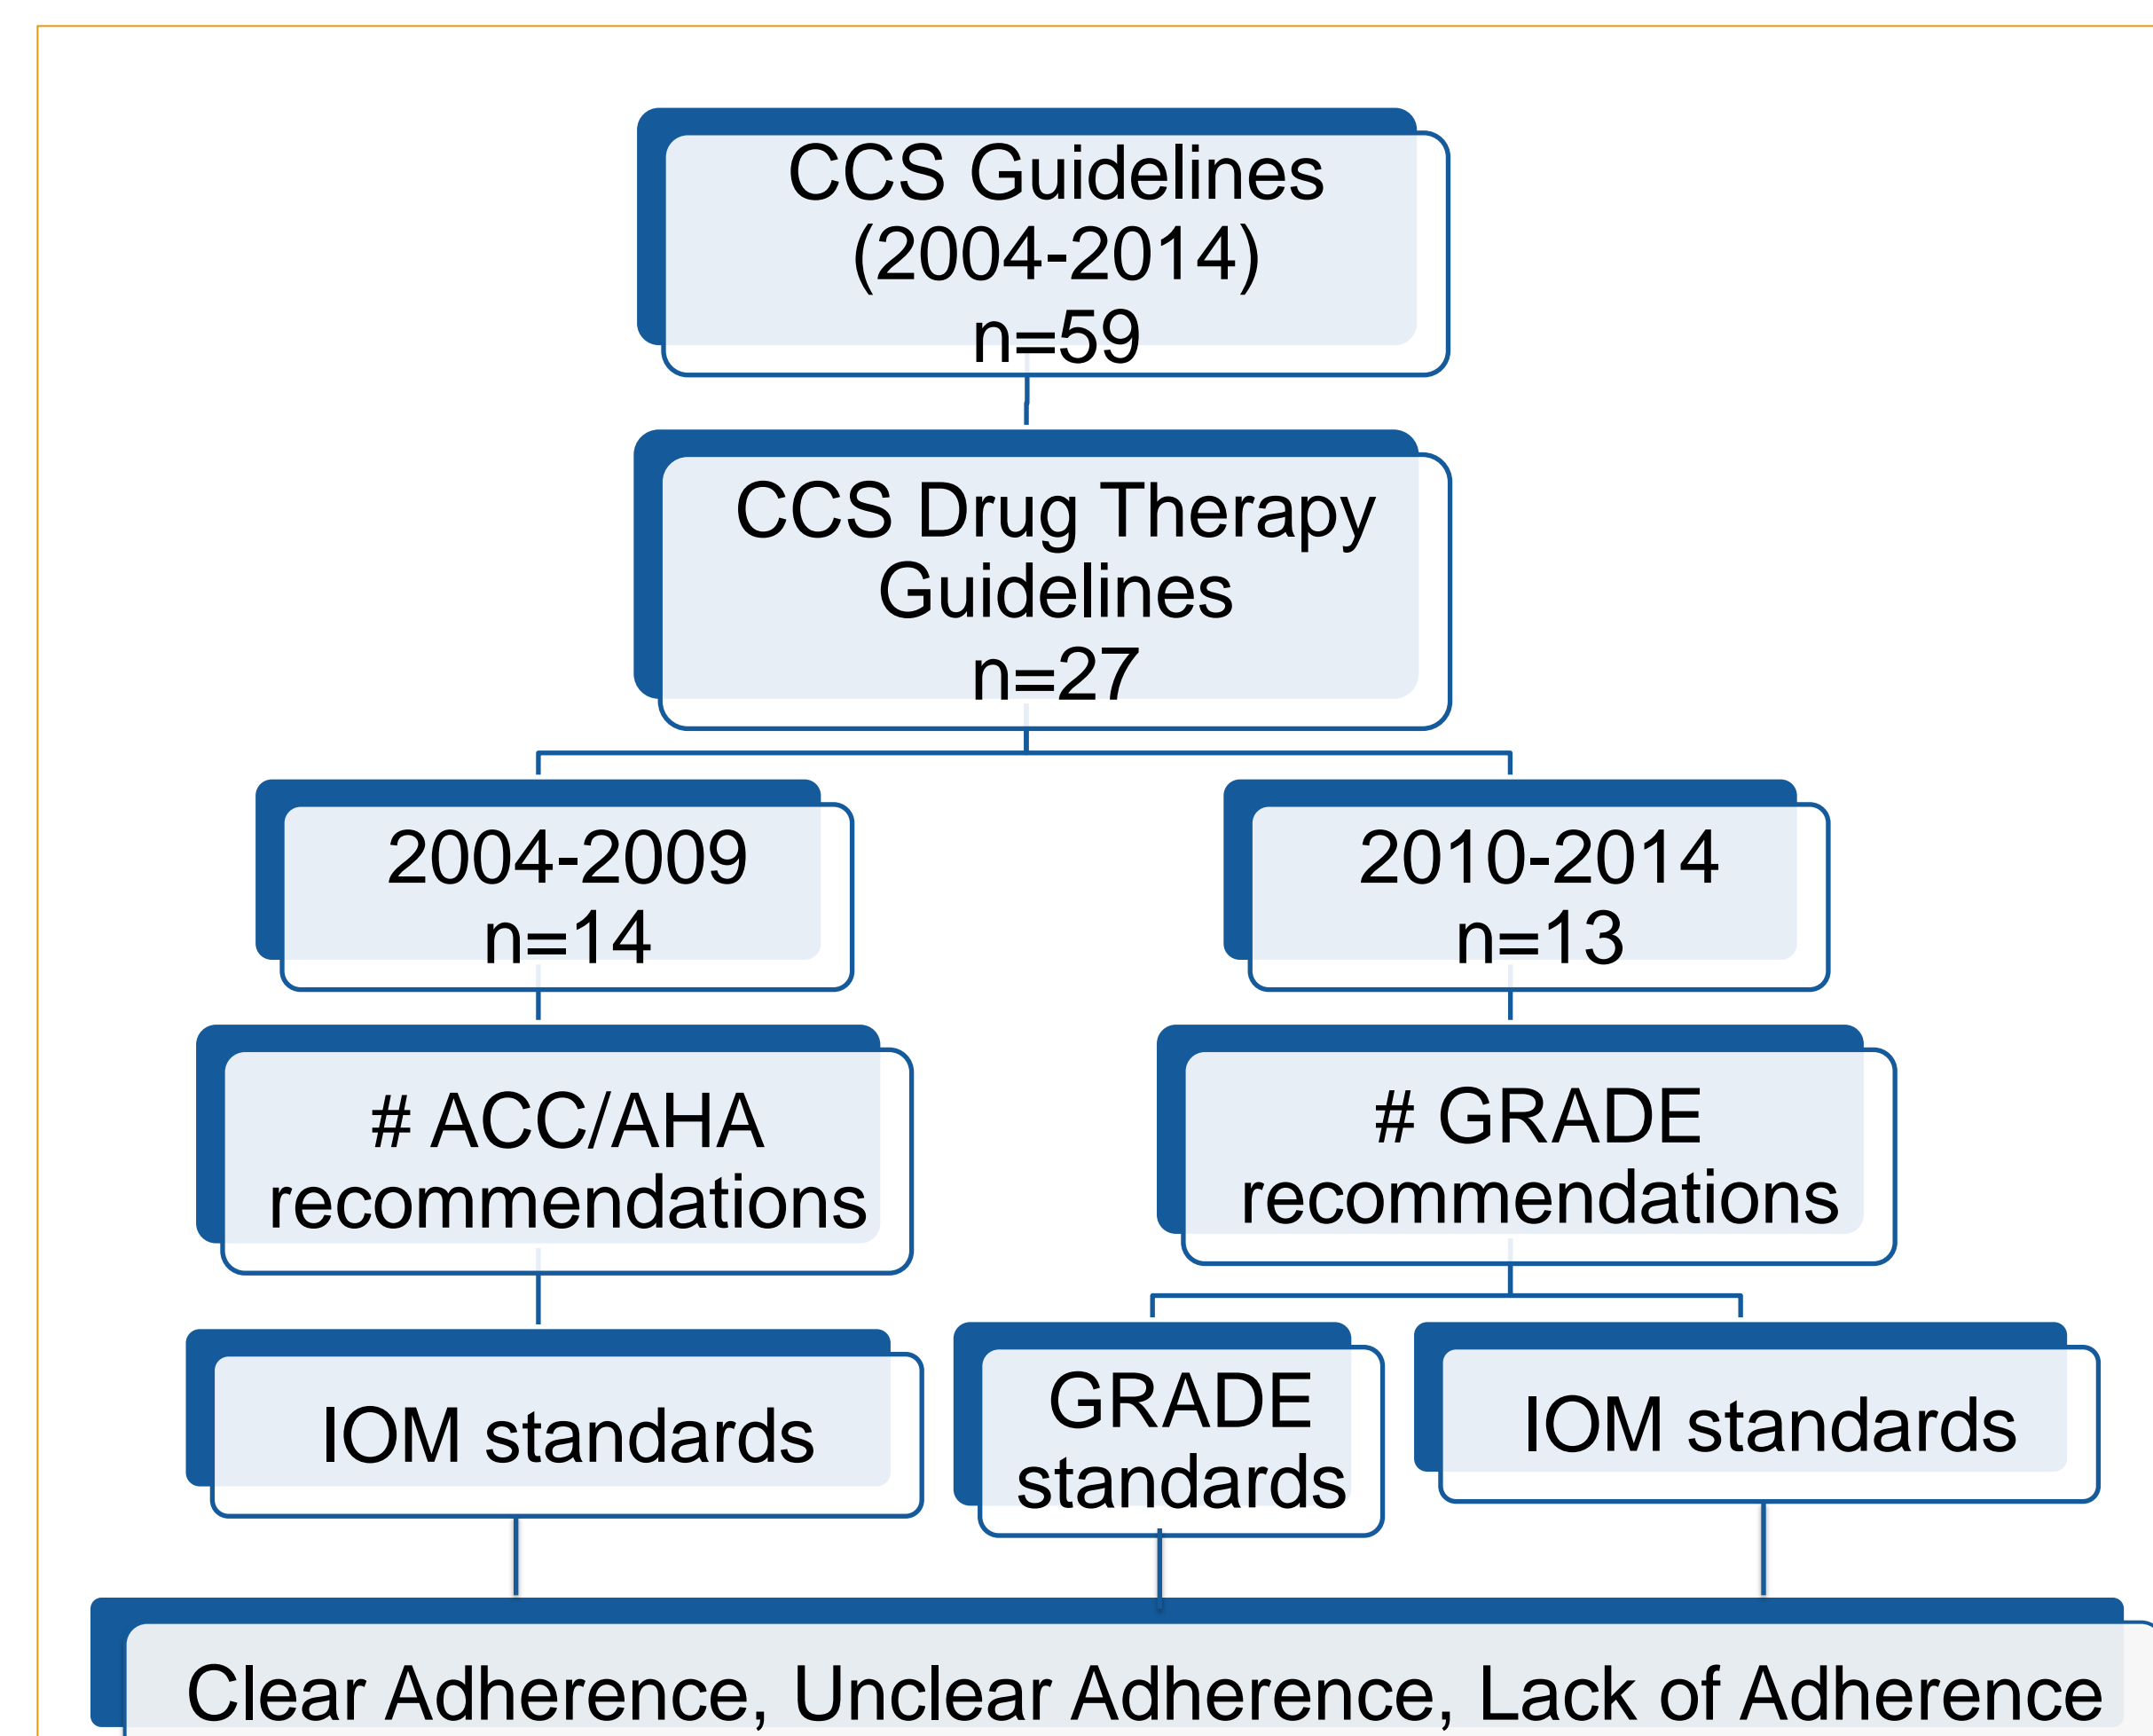 CCS Guidelines
(2004-2014)
n=59
CCS Drug Therapy
Guidelines
n=27
2004-2009
n=14
2010-2014
n=13
# ACC/AHA
recommendations
# GRADE
recommendations
IOM standards
GRADE
standards
IOM standards
Clear Adherence, Unclear Adherence, Lack of Adherence